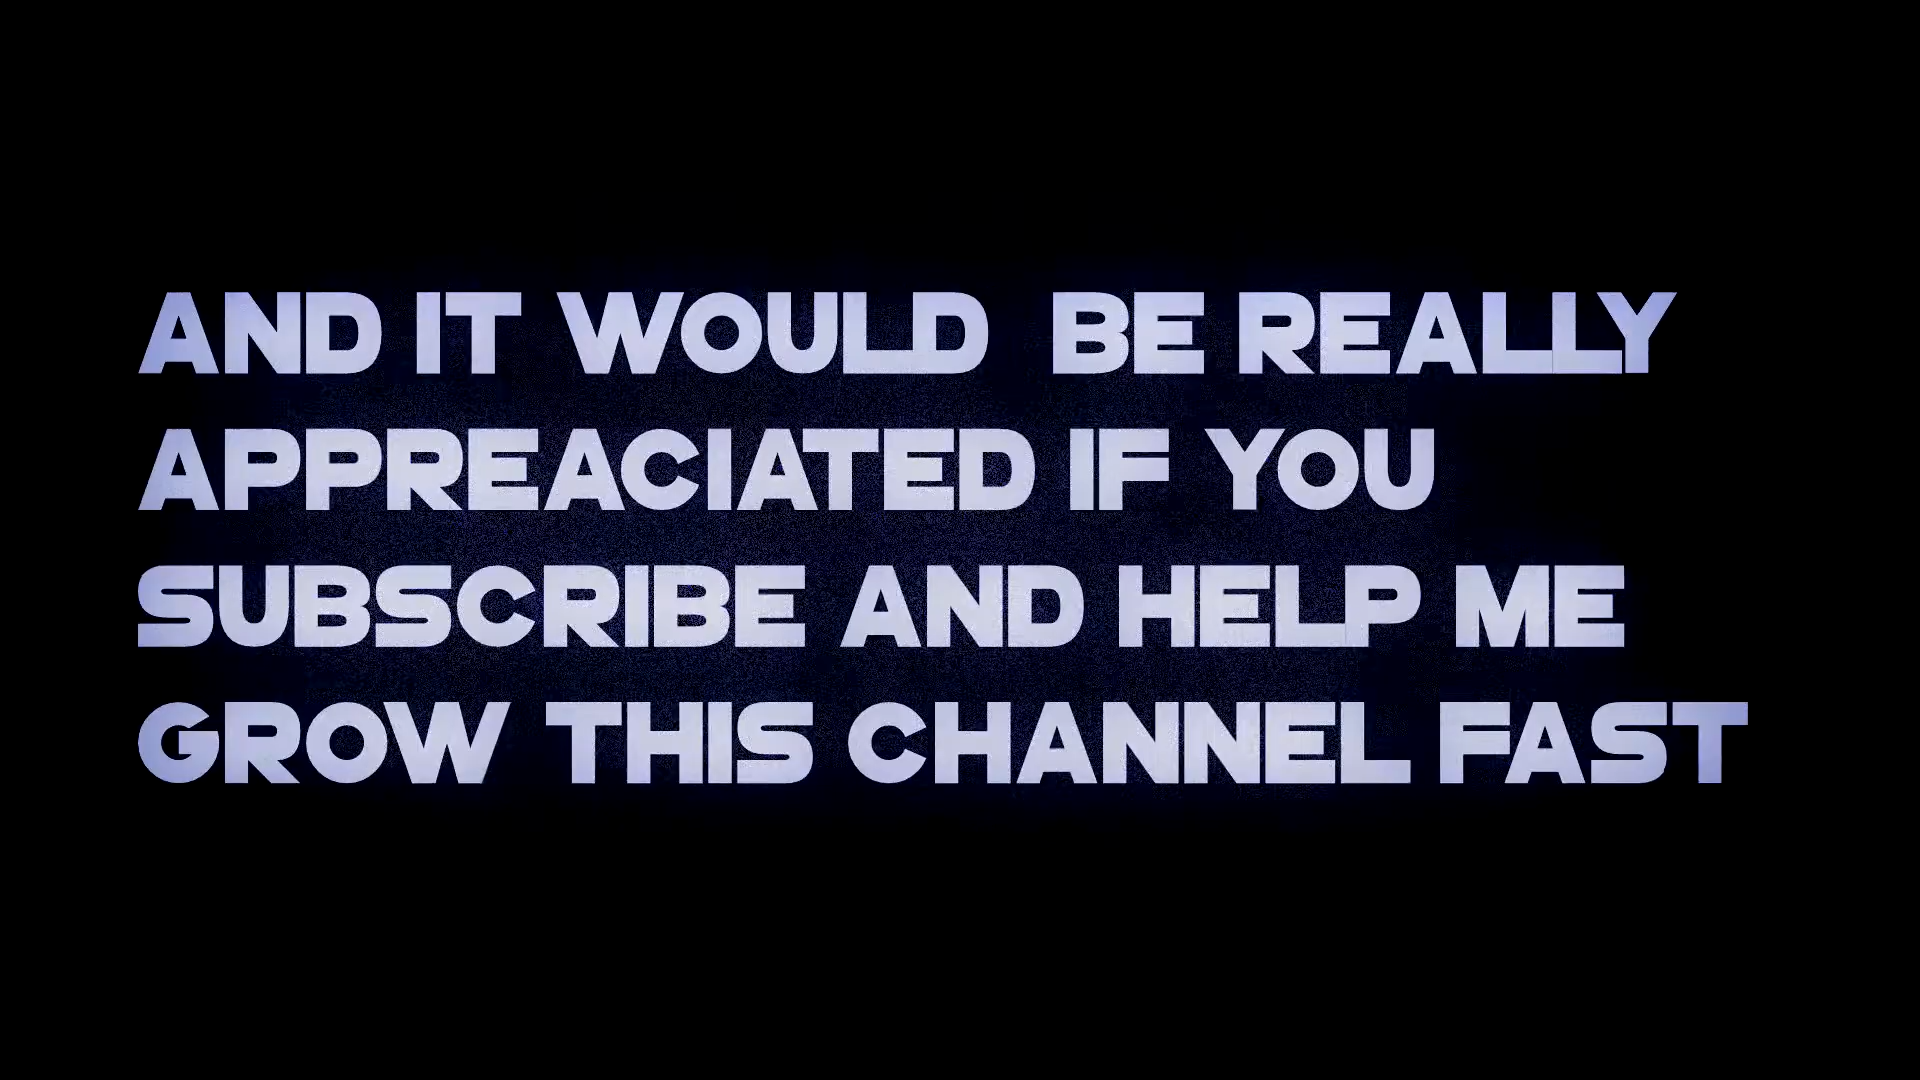 AND IT WOULD  BE REALLY
APPREACIATED IF YOU
SUBSCRIBE AND HELP ME
GROW THIS CHANNEL FAST